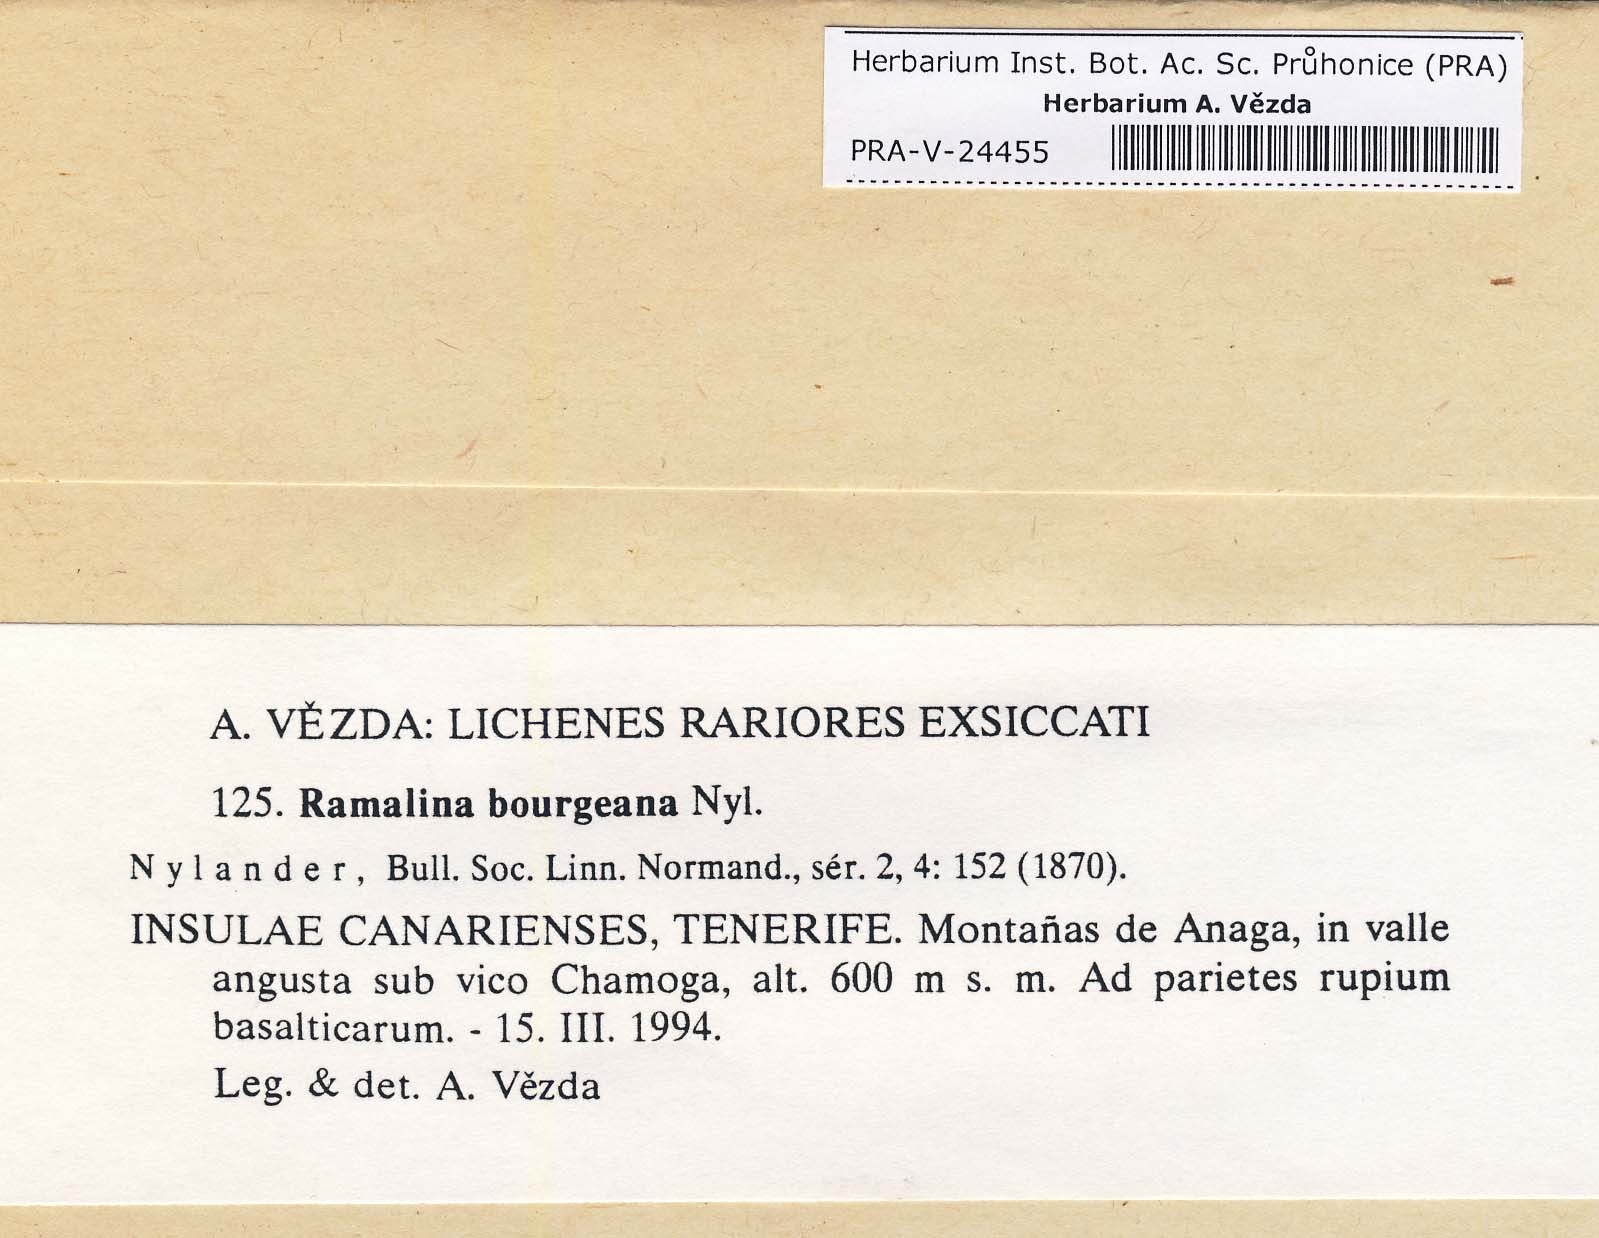 Herbarium Inst. Bot. Ac. Sc. Průhonice (PRA)
Herbarium A. Vězda
PRA-V-24455
A. VĚZDA: LICHENES RARIORES EXSICCATI
125. Ramalina bourgeana Nyl.
Nylander, Bull. Soc. Linn. Normand., sér. 2, 4: 152 (1870).
INSULAE CANARIENSES, TENERIFE. Montañas de Anaga, in valle
angusta sub vico Chamoga, alt. 600 m s. m. Ad parietes rupium
basalticarum. - 15. III. 1994.
Leg. & det. A. Vězda